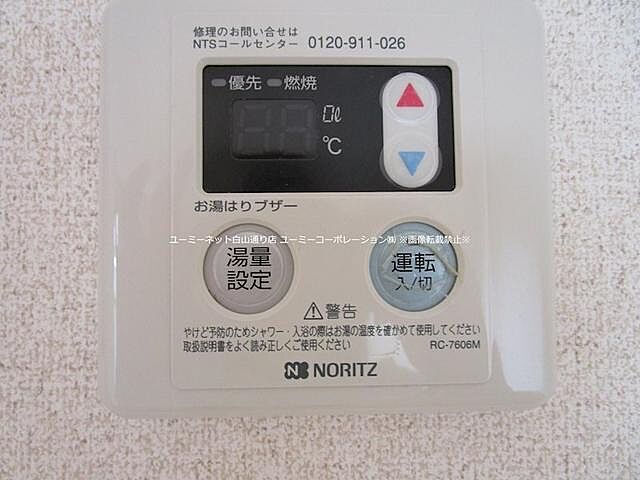 修理のお問い合せは
NTSコールセンター 0120-911-026
優先 燃焼
0ℓ
℃
お湯はりブザー
ユーミーネット白山通り店 ユーミーコーポレーション㈱ ※画像転載禁止※
湯量
設定
運転
入/切
⚠警告
やけど予防のためシャワー・入浴の際はお湯の温度を確かめて使用してください
取扱説明書をよく読み正しくご使用ください RC-7606M
NORITZ